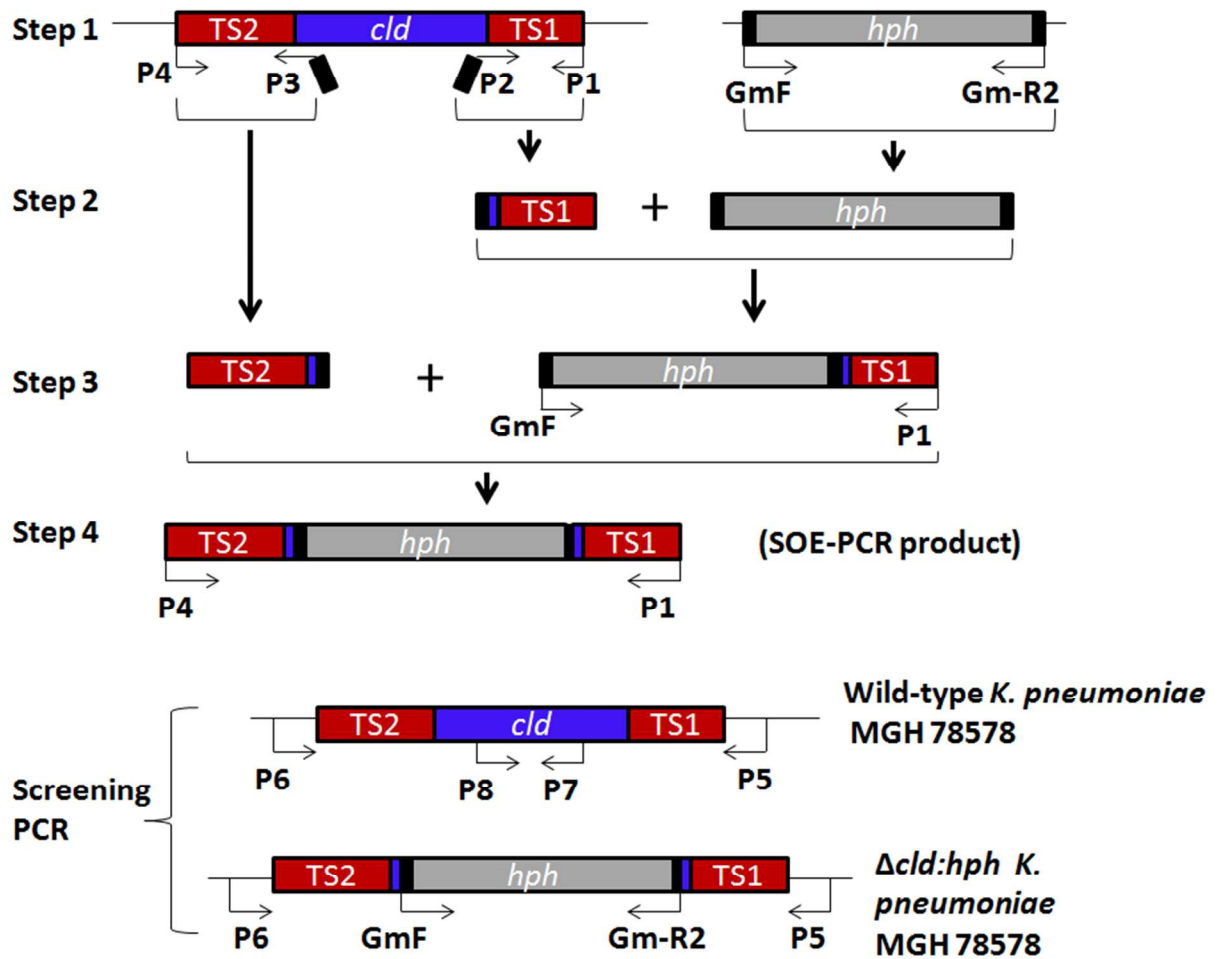 Step 1
TS2 cld TS1
hph
P4 P3 P2 P1
GmF Gm-R2
Step 2
TS1 + hph
Step 3
TS2 + hph TS1
GmF P1
Step 4
TS2 hph TS1
(SOE-PCR product)
P4 P1
Screening
PCR
TS2 cld TS1
P6 P8 P7 P5
Wild-type K. pneumoniae
MGH 78578
TS2 hph TS1
P6 GmF Gm-R2 P5
Δcld:hph K.
pneumoniae
MGH 78578